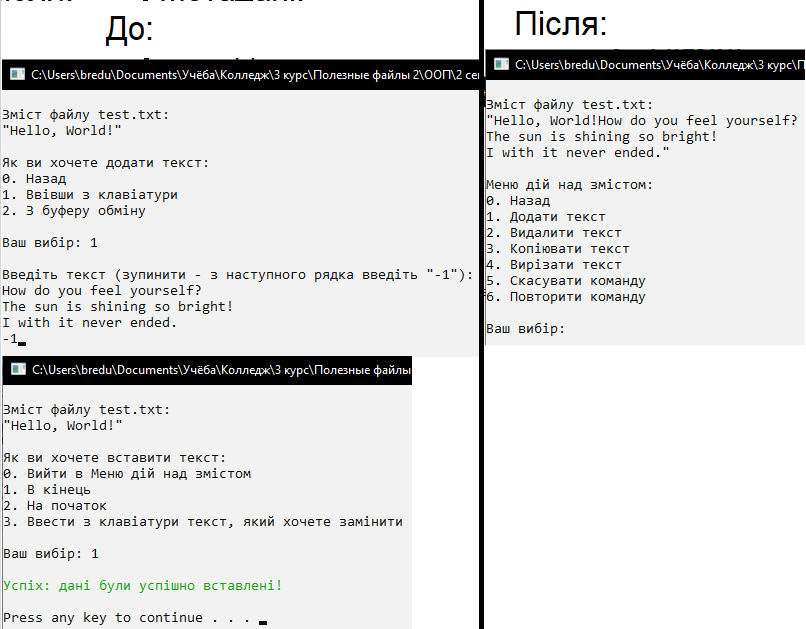 До:
C:\Users\bredu\Documents\Учёба\Колледж\3 курс\Полезные файлы 2\ООП\2 се
Зміст файлу test.txt:
"Hello, World!"
Як ви хочете додати текст:
0. Назад
1. Ввівши з клавіатури
2. З буферу обміну
Ваш вибір: 1
Введіть текст (зупинити - з наступного рядка введіть "-1"):
How do you feel yourself?
The sun is shining so bright!
I with it never ended.
-1
C:\Users\bredu\Documents\Учёба\Колледж\3 курс\Полезные файлы
Зміст файлу test.txt:
"Hello, World!"
Як ви хочете вставити текст:
0. Вийти в Меню дій над змістом
1. В кінець
2. На початок
3. Ввести з клавіатури текст, який хочете замінити
Ваш вибір: 1
Успіх: дані були успішно вставлені!
Press any key to continue . . .
Після:
C:\Users\bredu\Documents\Учёба\Колледж\3 курс\П
Зміст файлу test.txt:
"Hello, World!How do you feel yourself?
The sun is shining so bright!
I with it never ended."
Меню дій над змістом:
0. Назад
1. Додати текст
2. Видалити текст
3. Копіювати текст
4. Вирізати текст
5. Скасувати команду
6. Повторити команду
Ваш вибір: